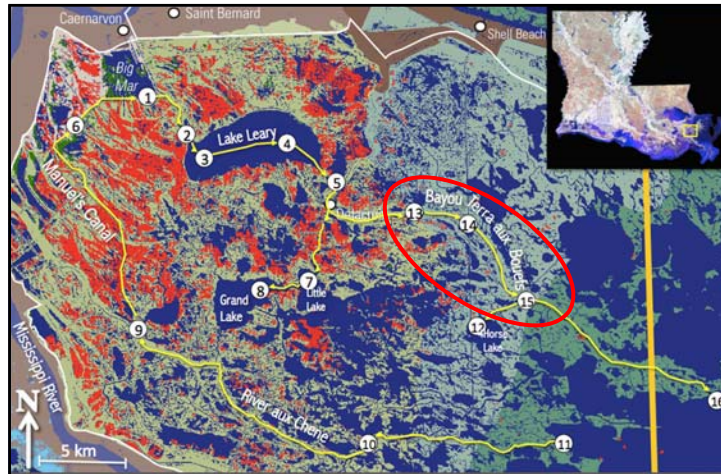 Caernarvon
Saint Bernard
Shell Beach
Big
Mar
1
6
2
3
Lake Leary
4
5
Delacroix
13
Bayou Terra aux Boeufs
14
15
Manuel's Canal
8
7
Grand
Lake
Little
Lake
12
Horse
Lake
9
Mississippi River
River aux Chene
10
11
16
N
5 km